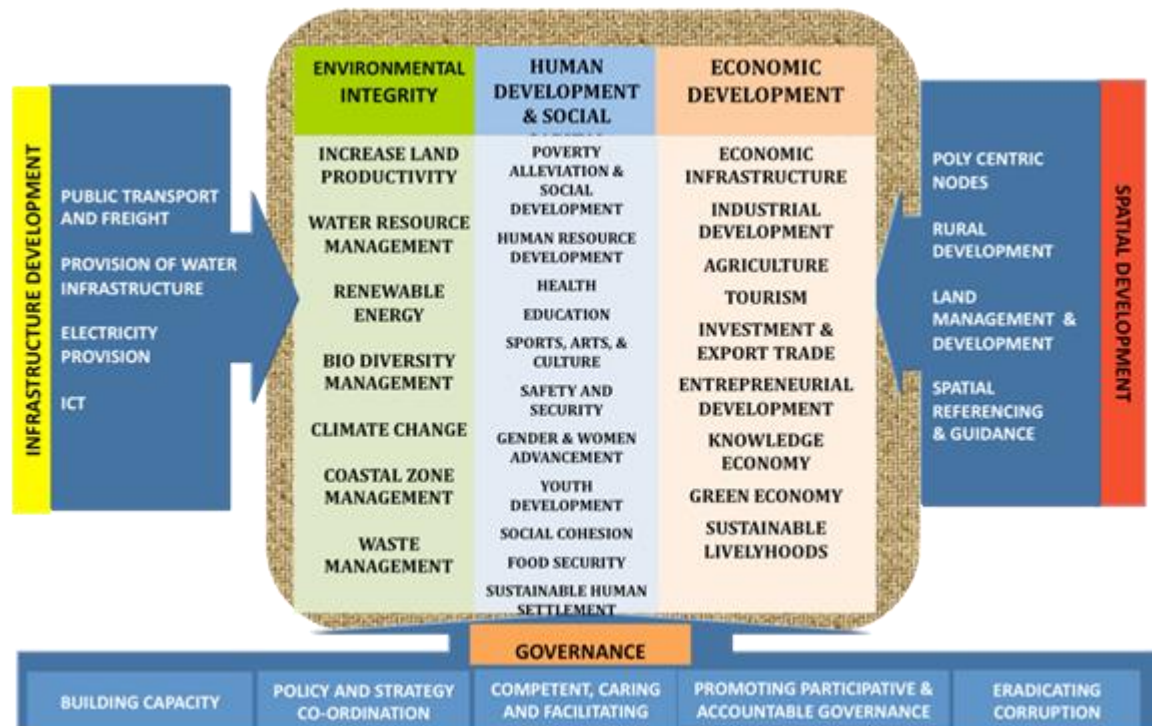 INFRASTRUCTURE DEVELOPMENT
PUBLIC TRANSPORT
AND FREIGHT
PROVISION OF WATER
INFRASTRUCTURE
ELECTRICITY
PROVISION
ICT
ENVIRONMENTAL
INTEGRITY
INCREASE LAND
PRODUCTIVITY
WATER RESOURCE
MANAGEMENT
RENEWABLE
ENERGY
BIO DIVERSITY
MANAGEMENT
CLIMATE CHANGE
COASTAL ZONE
MANAGEMENT
WASTE
MANAGEMENT
HUMAN
DEVELOPMENT
& SOCIAL
POVERTY
ALLEVIATION &
SOCIAL
DEVELOPMENT
HUMAN RESOURCE
DEVELOPMENT
HEALTH
EDUCATION
SPORTS, ARTS, &
CULTURE
SAFETY AND
SECURITY
GENDER & WOMEN
ADVANCEMENT
YOUTH
DEVELOPMENT
SOCIAL COHESION
FOOD SECURITY
SUSTAINABLE HUMAN
SETTLEMENT
ECONOMIC
DEVELOPMENT
ECONOMIC
INFRASTRUCTURE
INDUSTRIAL
DEVELOPMENT
AGRICULTURE
TOURISM
INVESTMENT &
EXPORT TRADE
ENTREPRENEURIAL
DEVELOPMENT
KNOWLEDGE
ECONOMY
GREEN ECONOMY
SUSTAINABLE
LIVELYHOODS
POLY CENTRIC
NODES
RURAL
DEVELOPMENT
LAND
MANAGEMENT &
DEVELOPMENT
SPATIAL
REFERENCING
& GUIDANCE
SPATIAL DEVELOPMENT
GOVERNANCE
BUILDING CAPACITY
POLICY AND STRATEGY
CO-ORDINATION
COMPETENT, CARING
AND FACILITATING
PROMOTING PARTICIPATIVE &
ACCOUNTABLE GOVERNANCE
ERADICATING
CORRUPTION